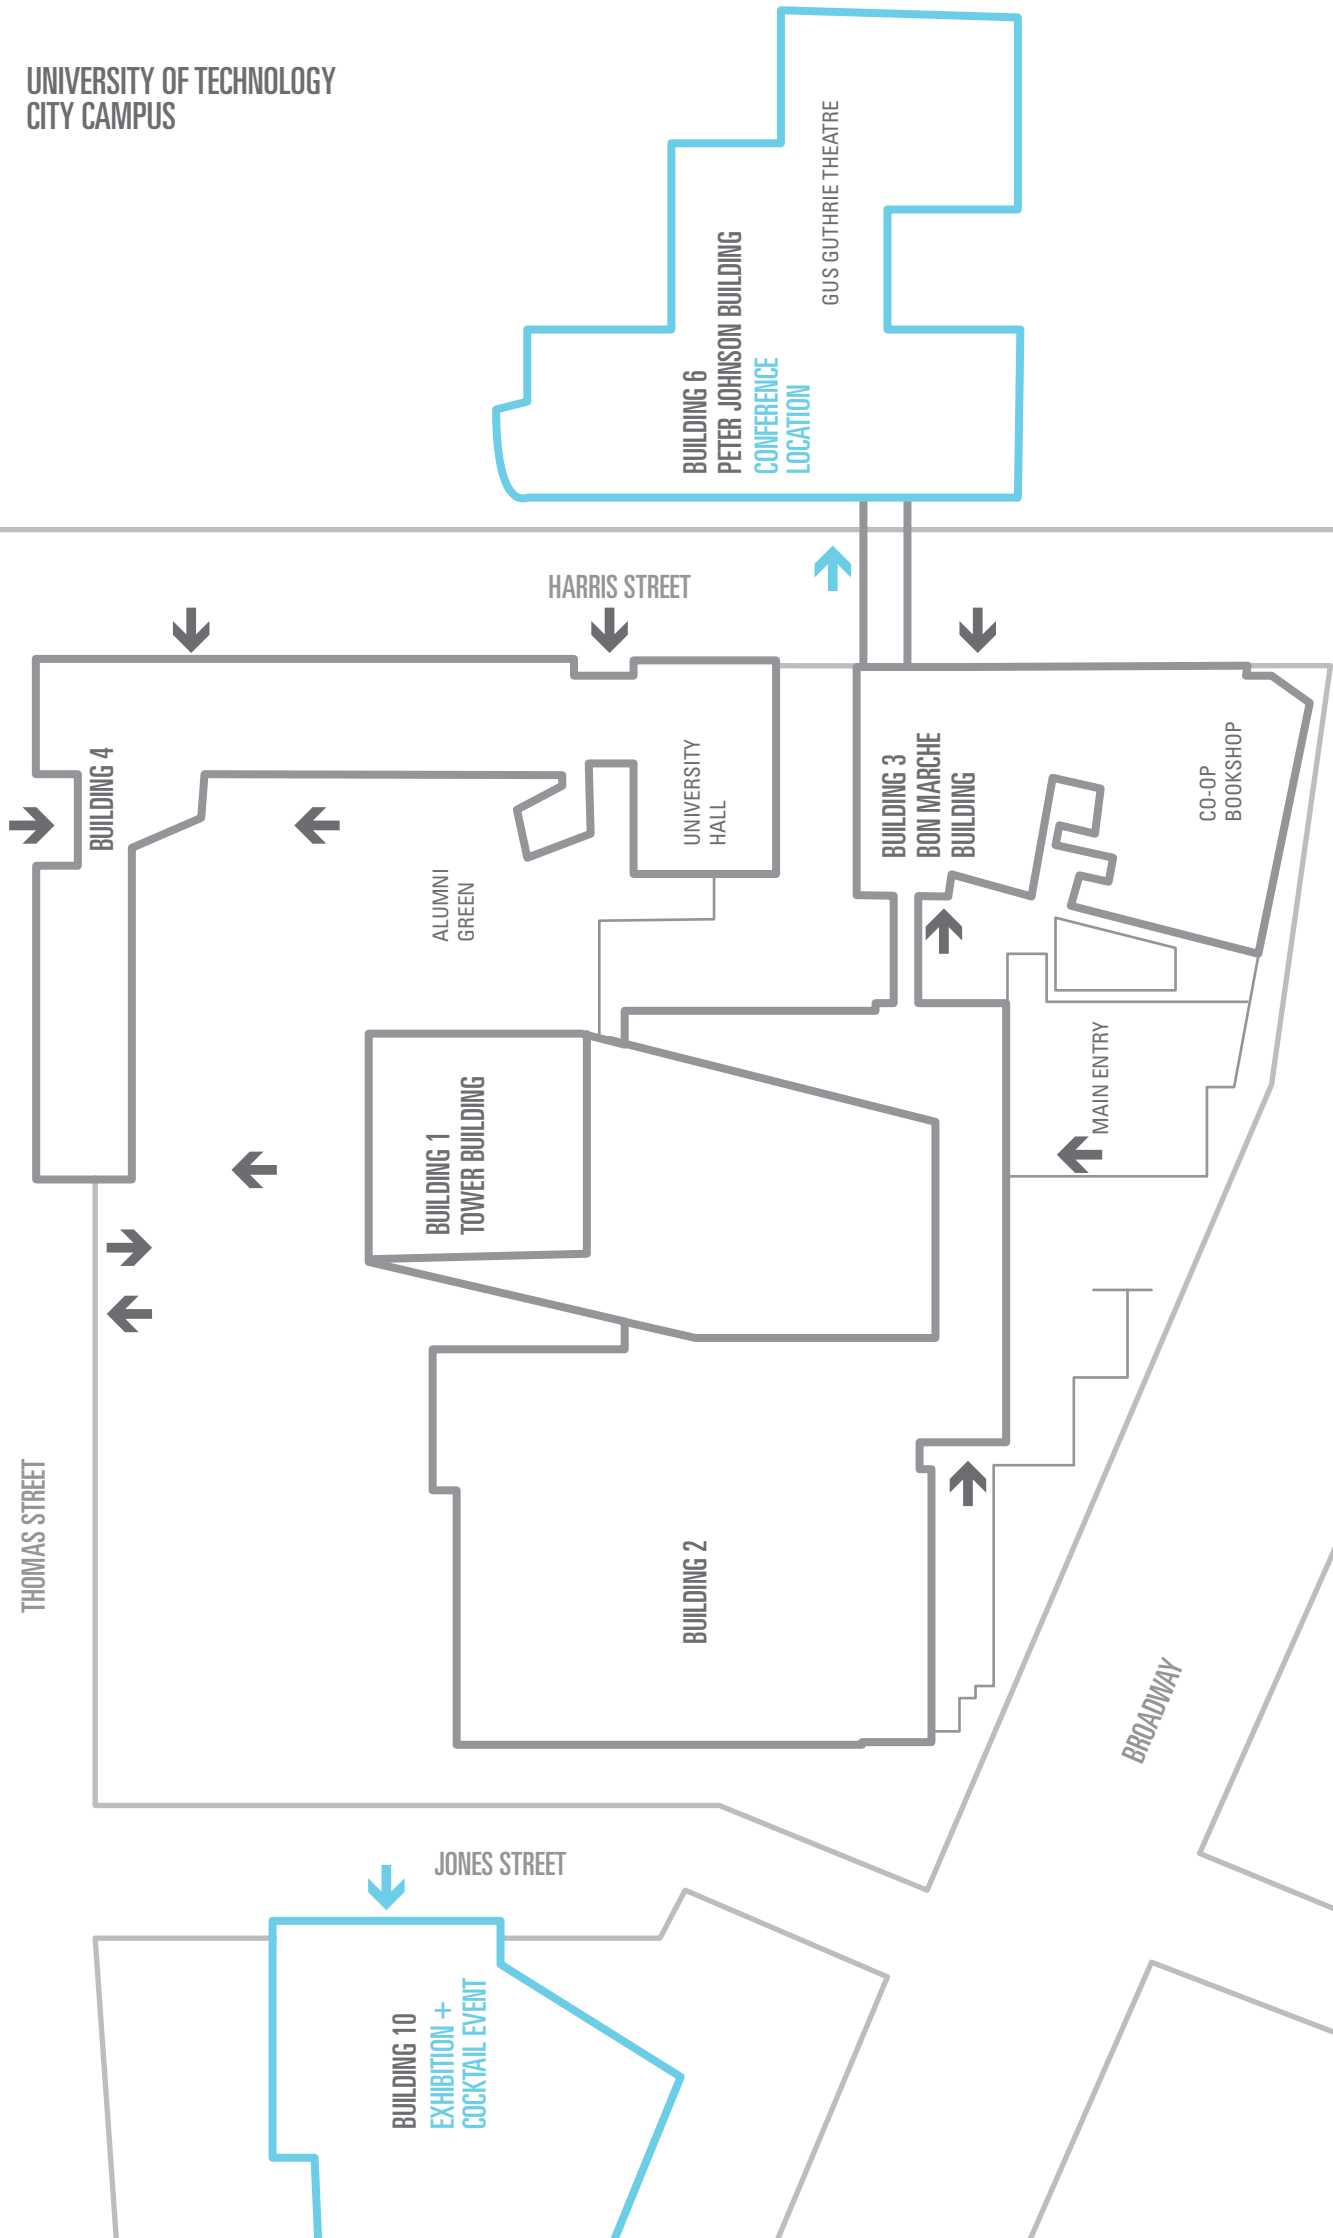 UNIVERSITY OF TECHNOLOGY
CITY CAMPUS
GUS GUTHRIE THEATRE
BUILDING 6
PETER JOHNSON BUILDING
CONFERENCE
LOCATION
HARRIS STREET
BUILDING 4
UNIVERSITY
HALL
BUILDING 3
BON MARCHE
BUILDING
CO-OP
BOOKSHOP
ALUMNI
GREEN
MAIN ENTRY
BUILDING 1
TOWER BUILDING
THOMAS STREET
BUILDING 2
BROADWAY
JONES STREET
BUILDING 10
EXHIBITION +
COCKTAIL EVENT